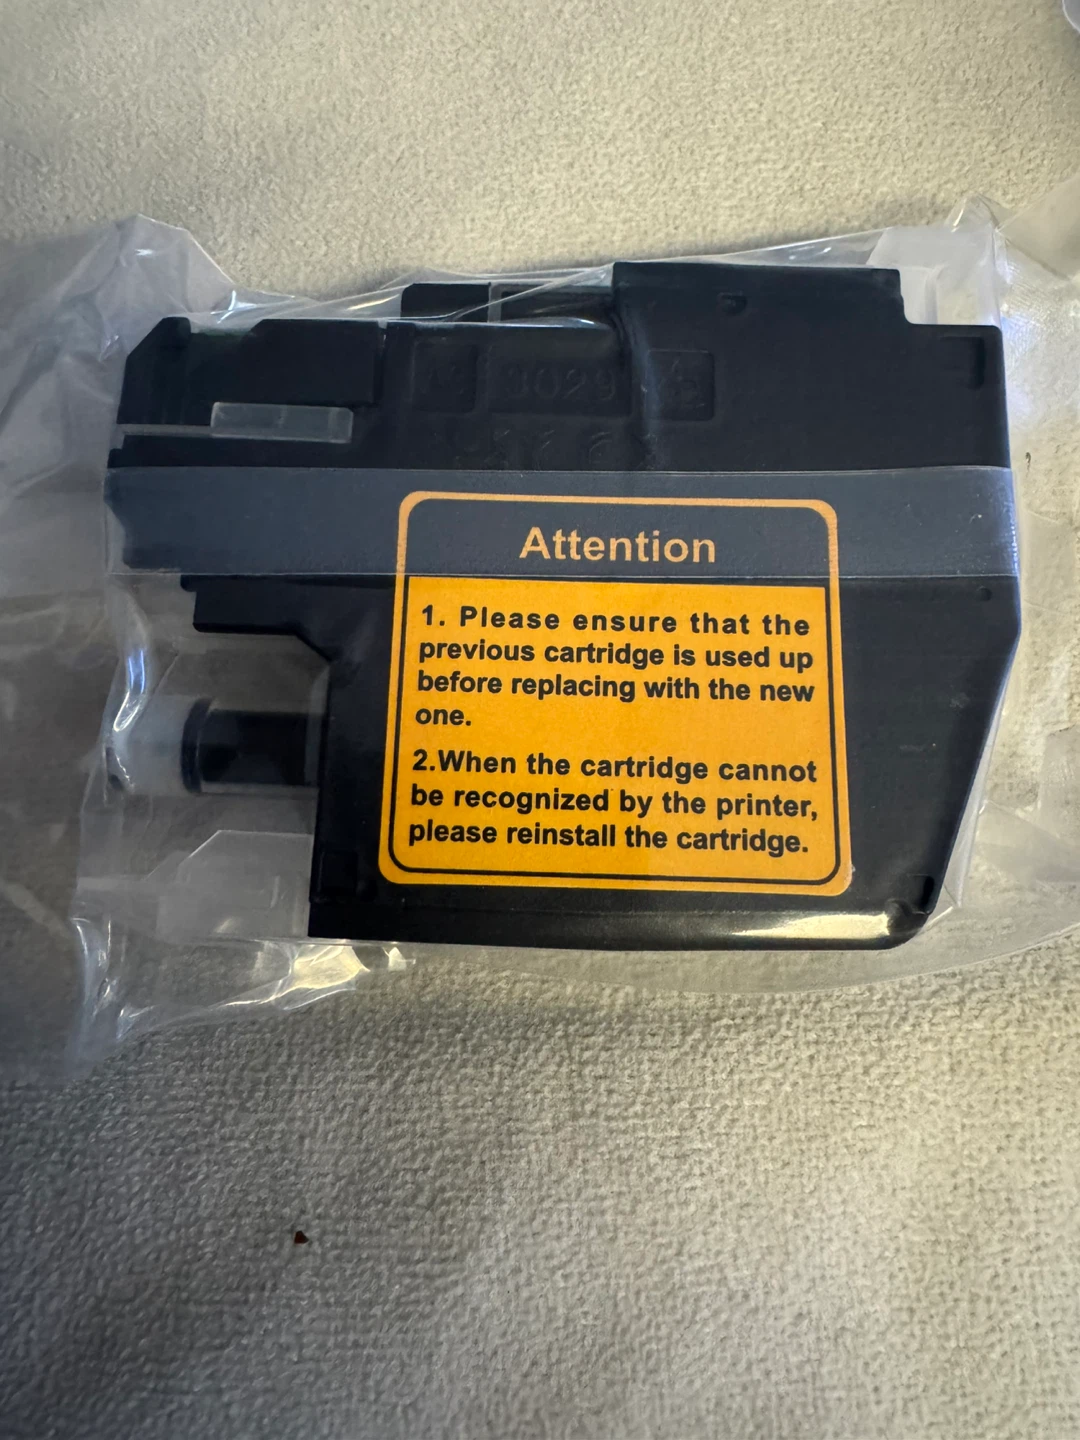 3029
Attention
1. Please ensure that the
previous cartridge is used up
before replacing with the new
one.
2.When the cartridge cannot
be recognized by the printer,
please reinstall the cartridge.